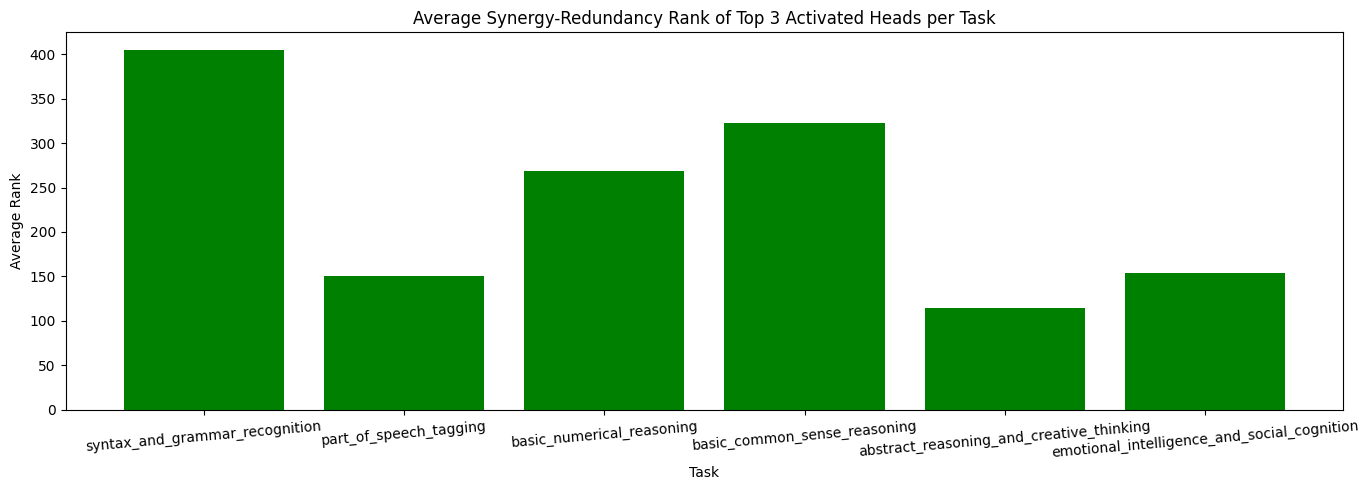 Average Synergy-Redundancy Rank of Top 3 Activated Heads per Task
Average Rank
400
350
300
250
200
150
100
50
0
syntax_and_grammar_recognition
part_of_speech_tagging
basic_numerical_reasoning
basic_common_sense_reasoning
abstract_reasoning_and_creative_thinking
emotional_intelligence_and_social_cognition
Task